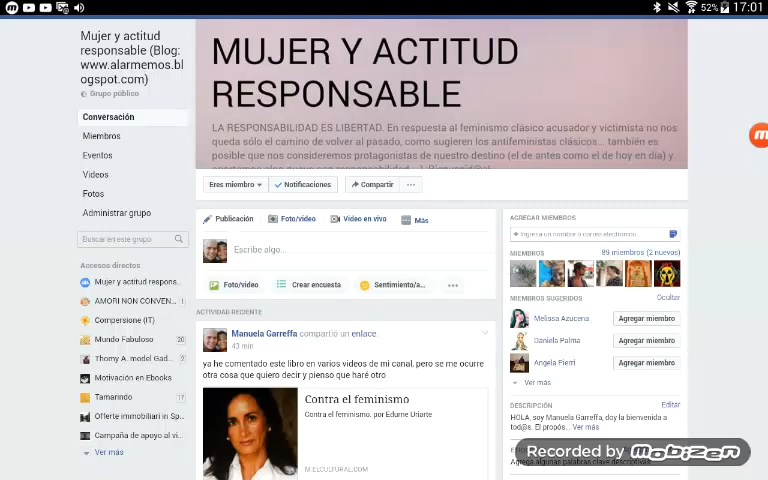 52% 17:01
Mujer y actitud
responsable (Blog:
www.alarmemos.bl
ogspot.com)
Grupo público
Conversación
Miembros
Eventos
Videos
Fotos
Administrar grupo
Buscar en este grupo
Accesos directos
Mujer y actitud respons...
AMORI NON CONVEN... 1
Compersione (IT)
Mundo Fabuloso 20
Thomy A. model Gad... 2
Motivación en Ebooks
Tamarindo 17
Offerte immobiliari in Sp...
Campaña de apoyo al vi...
Ver más
MUJER Y ACTITUD
RESPONSABLE
LA RESPONSABILIDAD ES LIBERTAD. En respuesta al feminismo clásico acusador y victimista no nos
queda sólo el camino de volver al pasado, como sugieren los antifeministas clásicos... también es
posible que nos consideremos protagonistas de nuestro destino (el de antes como el de hoy en día) y
Eres miembro Notificaciones Compartir ...
Publicación Foto/video Video en vivo Más
Escribe algo...
Foto/video Crear encuesta Sentimiento/a... ...
ACTIVIDAD RECIENTE
Manuela Garreffa compartió un enlace.
43 min
ya he comentado este libro en varios videos de mi canal, pero se me ocurre
otra cosa que quiero decir y pienso que haré otro
Contra el feminismo
Contra el feminismo. por Edurne Uriarte
M.ELCULTURAL.COM
AGREGAR MIEMBROS
+ Ingresa un nombre o correo electrónico
MIEMBROS 89 miembros (2 nuevos)
MIEMBROS SUGERIDOS Ocultar
Melissa Azucena Agregar miembro
Daniela Palma Agregar miembro
Angela Pierri Agregar miembro
Ver más
DESCRIPCIÓN Editar
HOLA, soy Manuela Garreffa, doy la bienvenida a
tod@s. El propós... Ver más
Recorded by mobizen
Agrega algunas palabras clave descriptivas